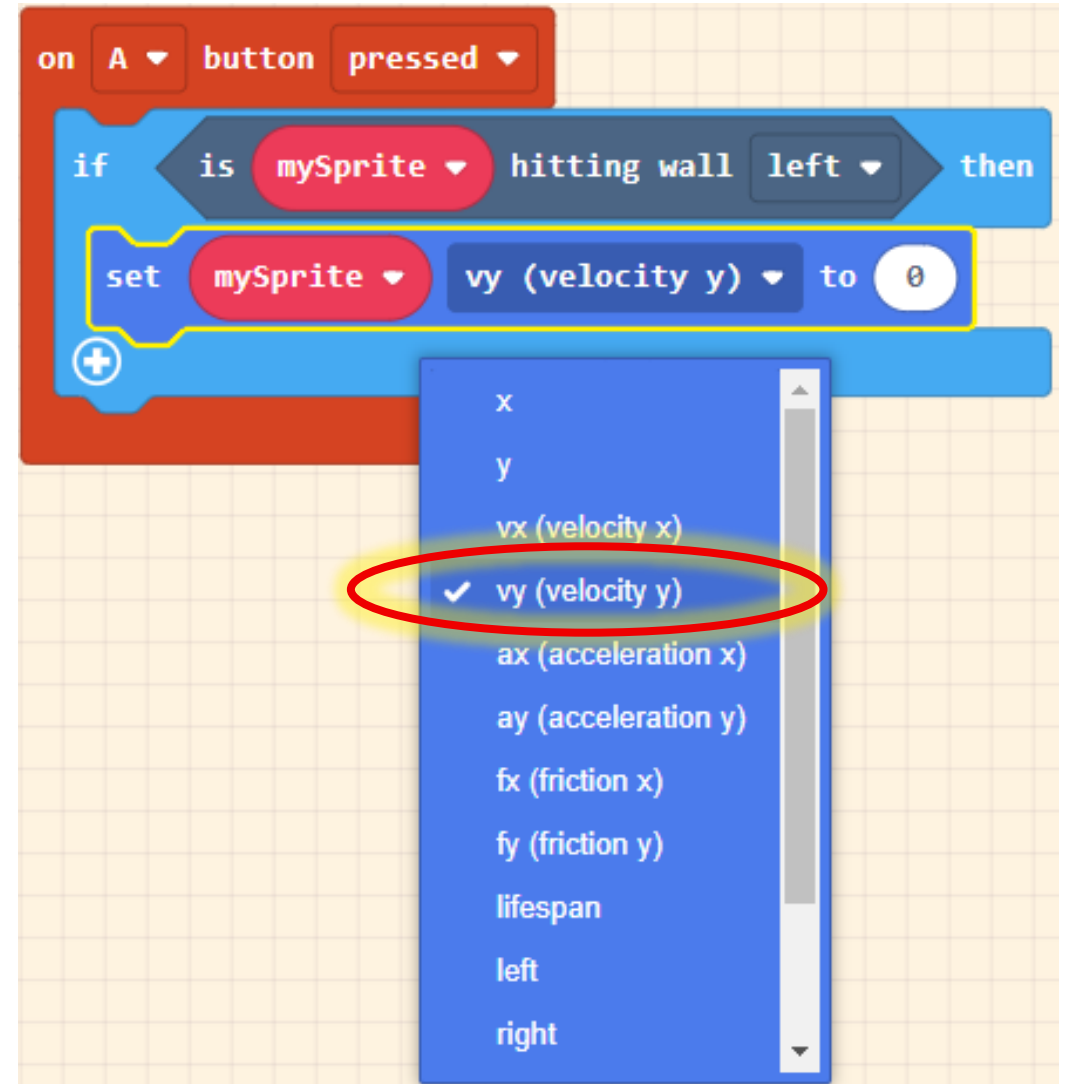 on A button pressed
if is mySprite hitting wall left then
set mySprite vy (velocity y) to 0
x
y
vx (velocity x)
vy (velocity y)
ax (acceleration x)
ay (acceleration y)
fx (friction x)
fy (friction y)
lifespan
left
right